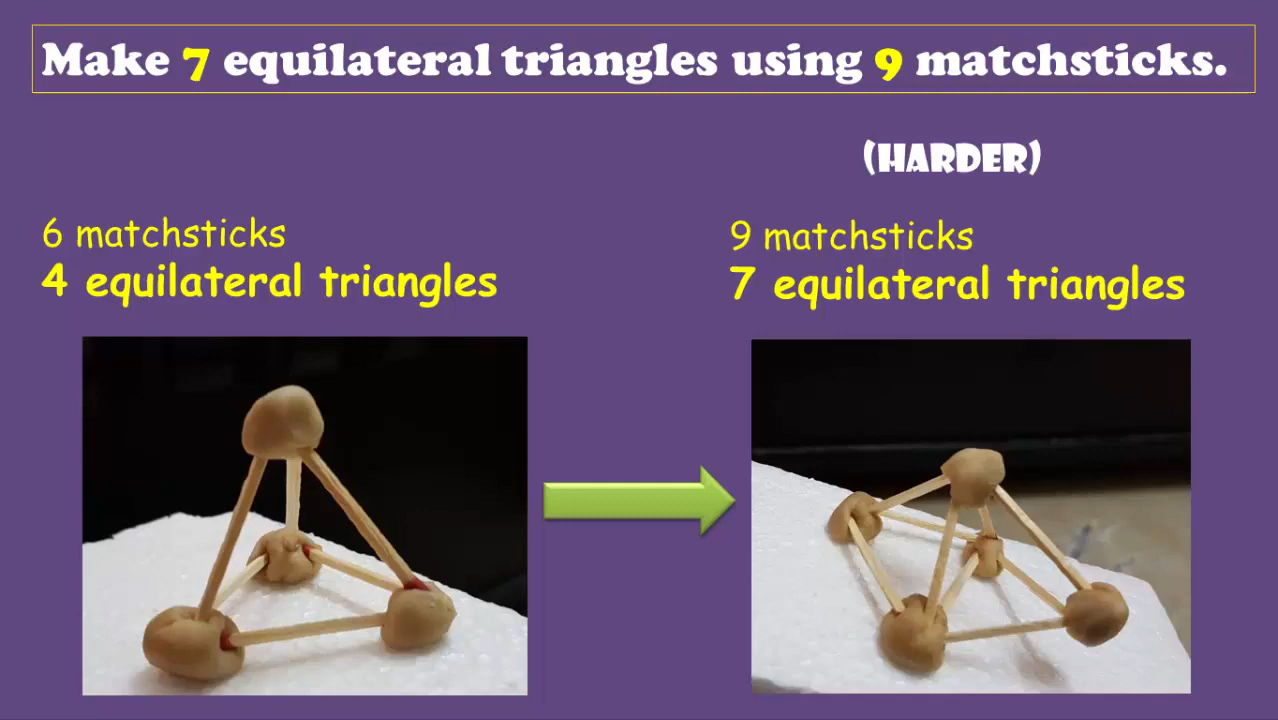 Make 7 equilateral triangles using 9 matchsticks.
(HARDER)
6 matchsticks
4 equilateral triangles
9 matchsticks
7 equilateral triangles